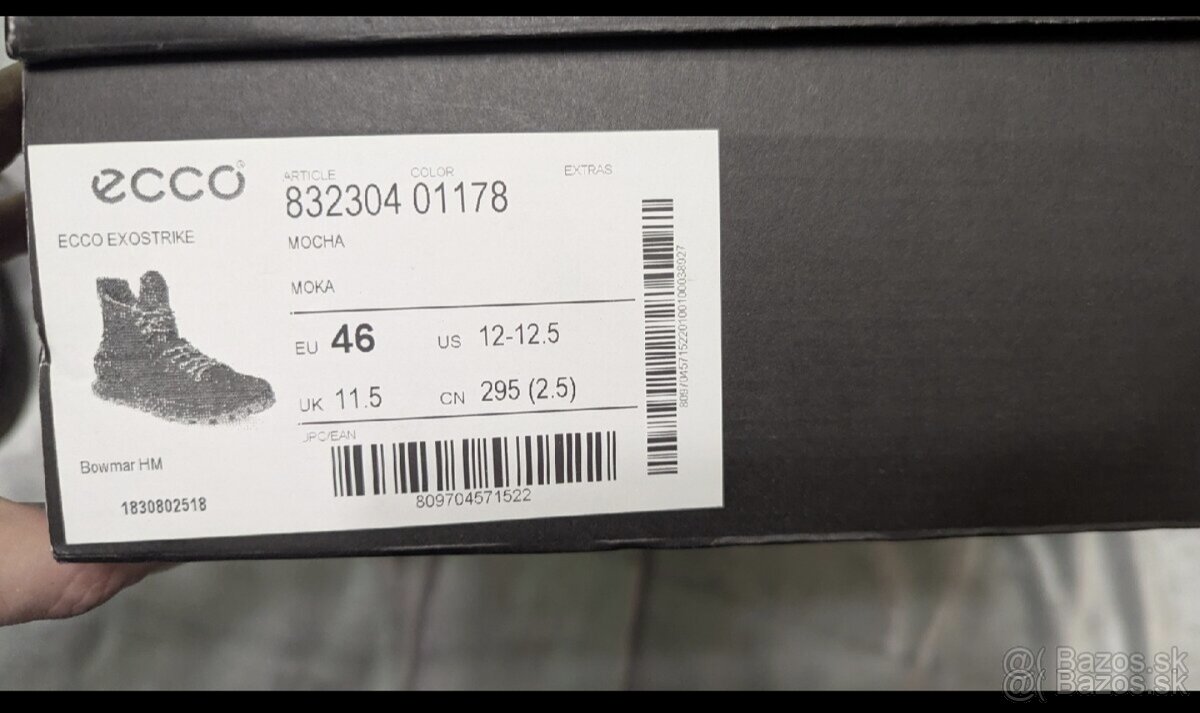 ecco®
ECCO EXOSTRIKE
ARTICLE COLOR EXTRAS
832304 01178
MOCHA
MOKA
EU 46 US 12-12.5
UK 11.5 CN 295 (2.5)
UPC/EAN
809704571522
Bowmar HM
1830802518
@( Bazos.sk
@( Bazos.sk